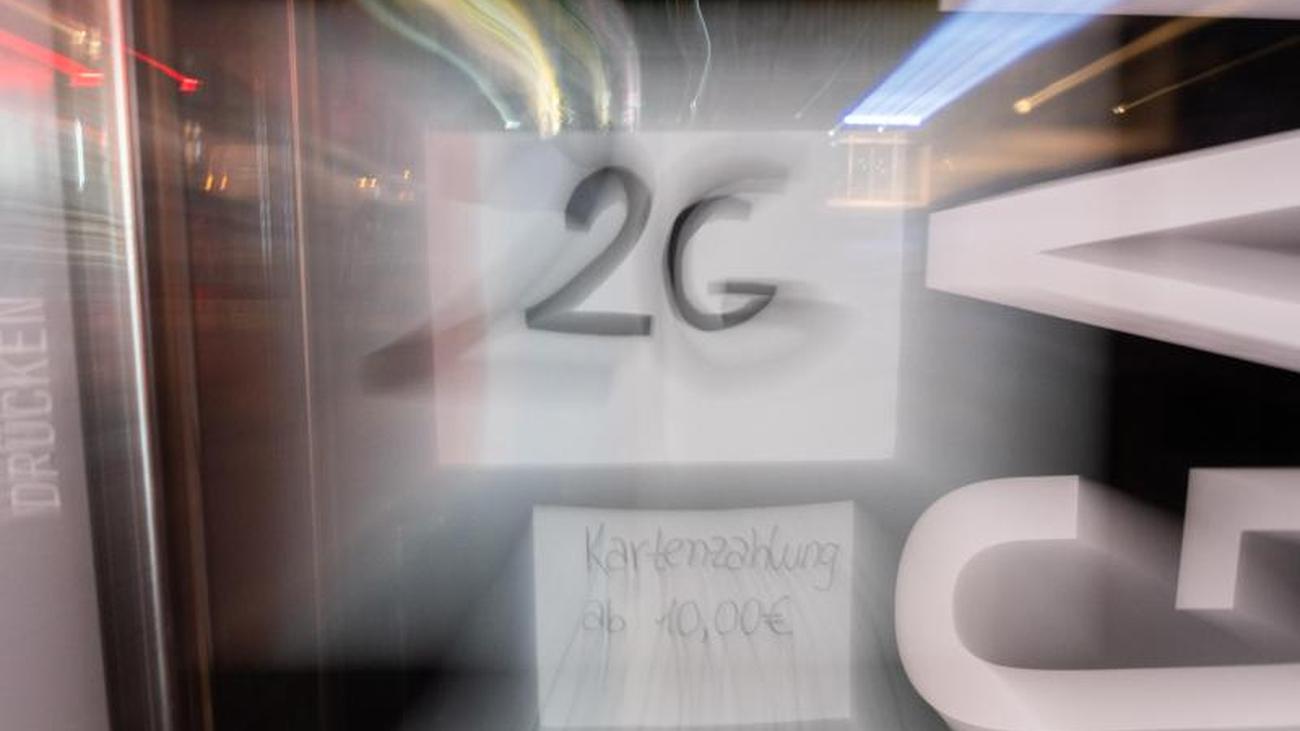 2G
Kartenzahlung
ab 10,00€
DRÜCKEN